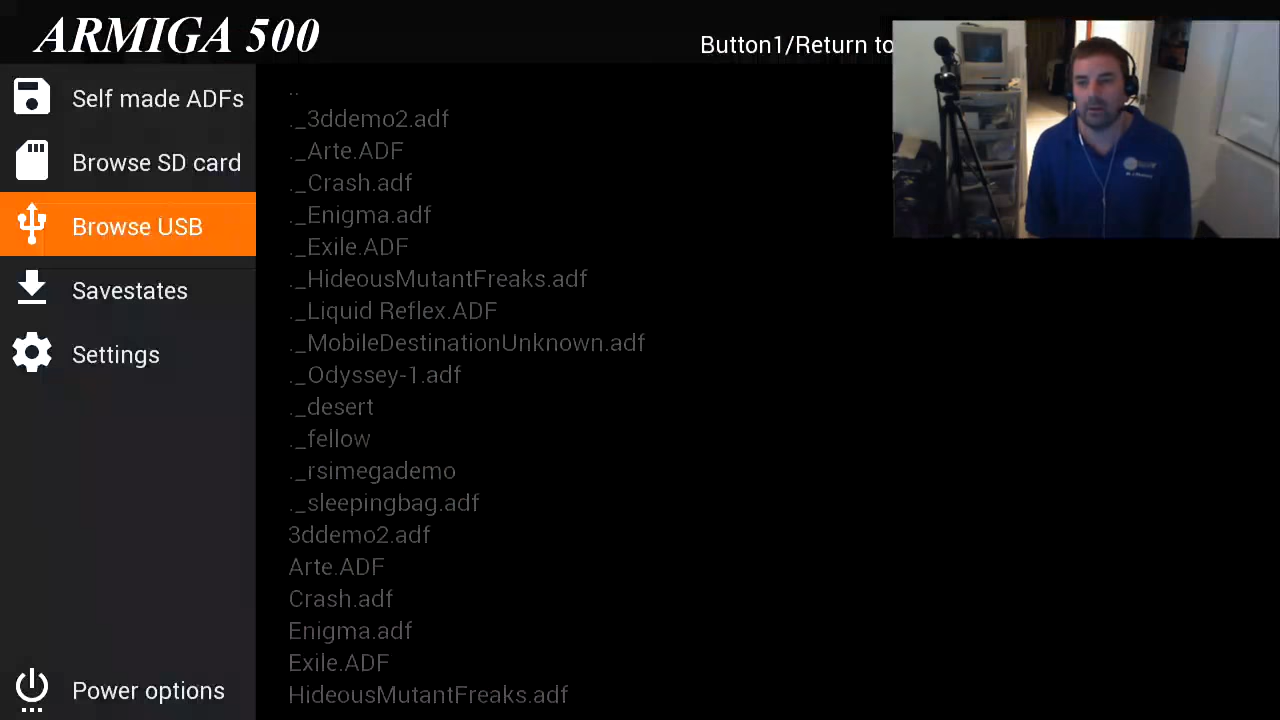 ARMIGA 500
Button1/Return to
Self made ADFs
Browse SD card
Browse USB
Savestates
Settings
Power options
..
._3ddemo2.adf
._Arte.ADF
._Crash.adf
._Enigma.adf
._Exile.ADF
._HideousMutantFreaks.adf
._Liquid Reflex.ADF
._MobileDestinationUnknown.adf
._Odyssey-1.adf
._desert
._fellow
._rsimegademo
._sleepingbag.adf
3ddemo2.adf
Arte.ADF
Crash.adf
Enigma.adf
Exile.ADF
HideousMutantFreaks.adf